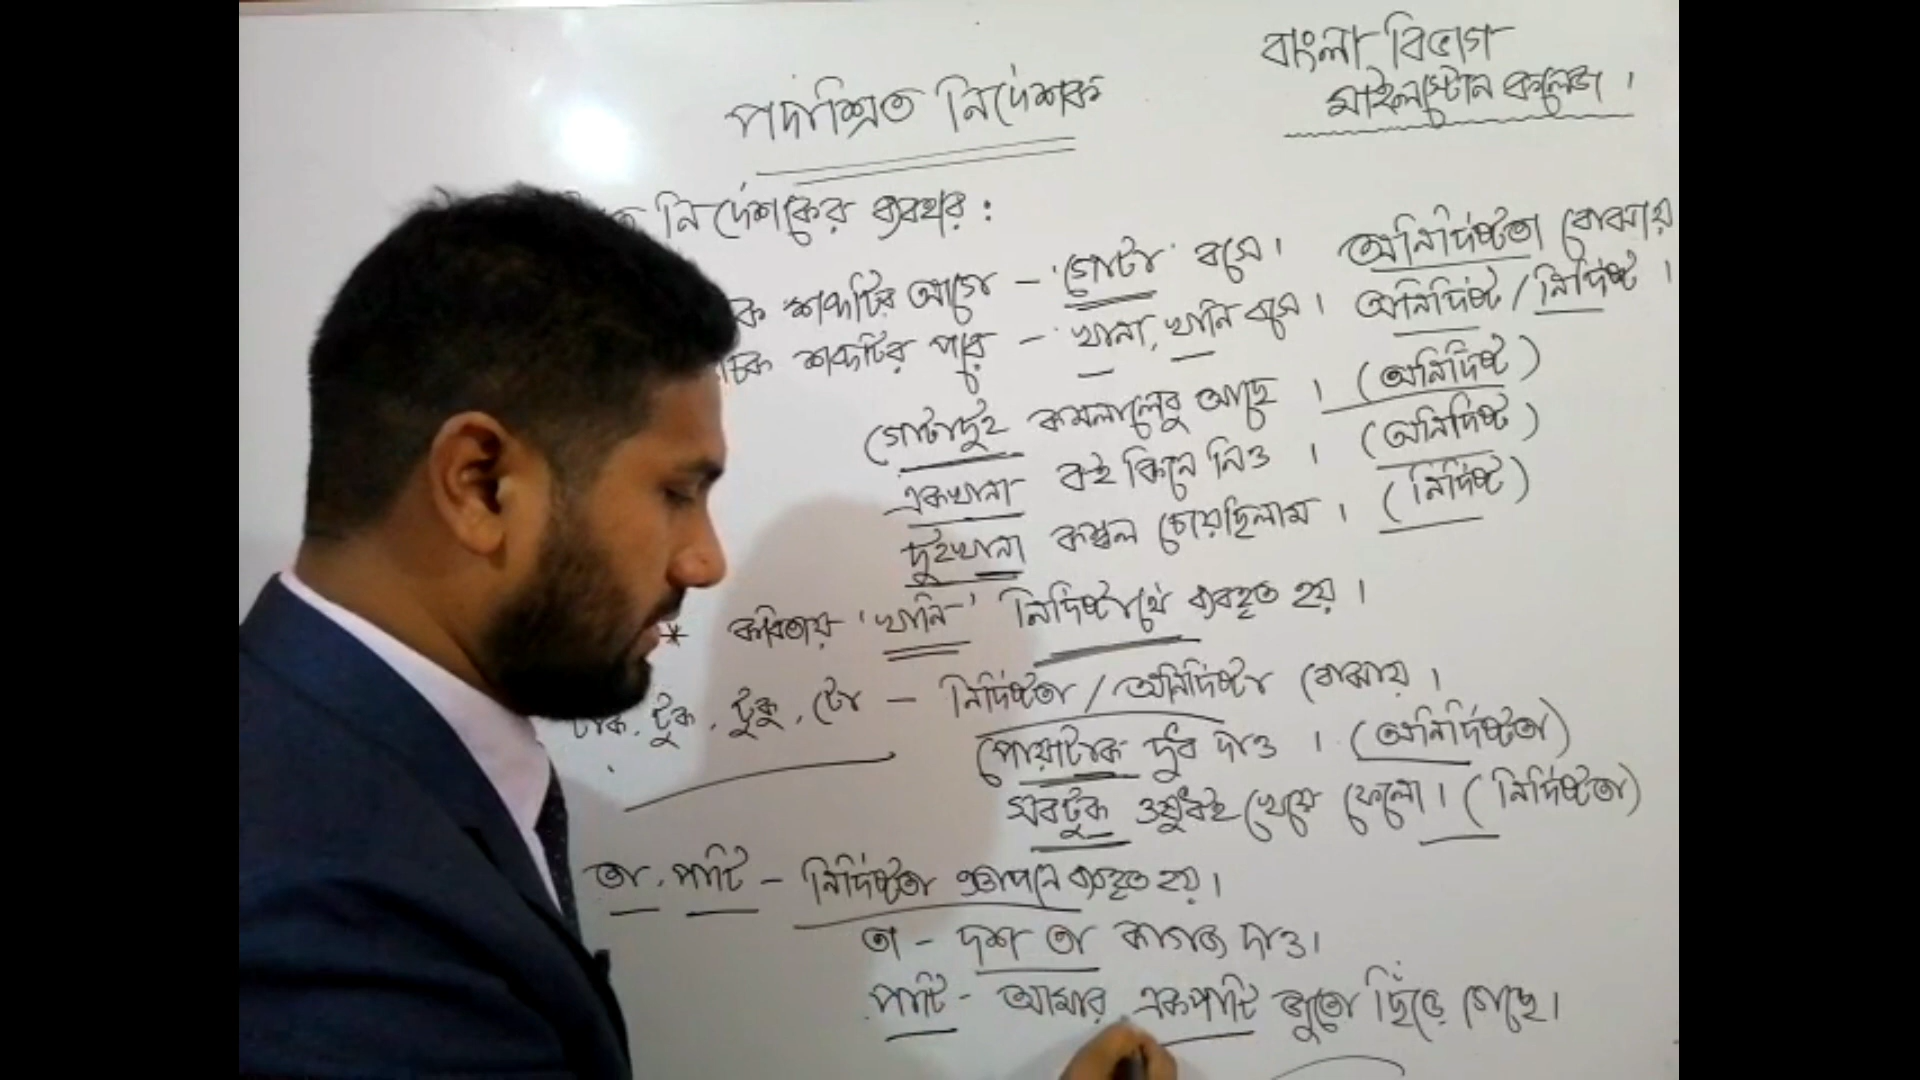 বাংলা বিভাগ
মাইলস্টোন কলেজ।
পদাশ্রিত নির্দেশক
নির্দেশকের ব্যবহার:
ক শব্দটির আগে - 'গোটা' বসে। অনির্দিষ্টতা বোঝায়
চক শব্দটির পরে - খানা, খানি বসে। অনির্দিষ্ট / নির্দিষ্ট।
গোটাদুই কমলালেবু আছে। (অনির্দিষ্ট)
একখানা বই কিনে নিও। (অনির্দিষ্ট)
দুইখানা কম্বল চেয়েছিলাম। (নির্দিষ্ট)
* কবিতায় 'খানি' নির্দিষ্টার্থে ব্যবহৃত হয়।
টাক, টুক, টুকু, টো - নির্দিষ্টতা / অনির্দিষ্টতা বোঝায়।
পোয়াটাক দুধ দাও। (অনির্দিষ্টতা)
সবটুক ওষুধই খেয়ে ফেলো। (নির্দিষ্টতা)
তা, পাটি - নির্দিষ্টতা জ্ঞাপনে ব্যবহৃত হয়।
তা - দশ তা কাগজ দাও।
পাটি - আমার একপাটি জুতো ছিঁড়ে গেছে।